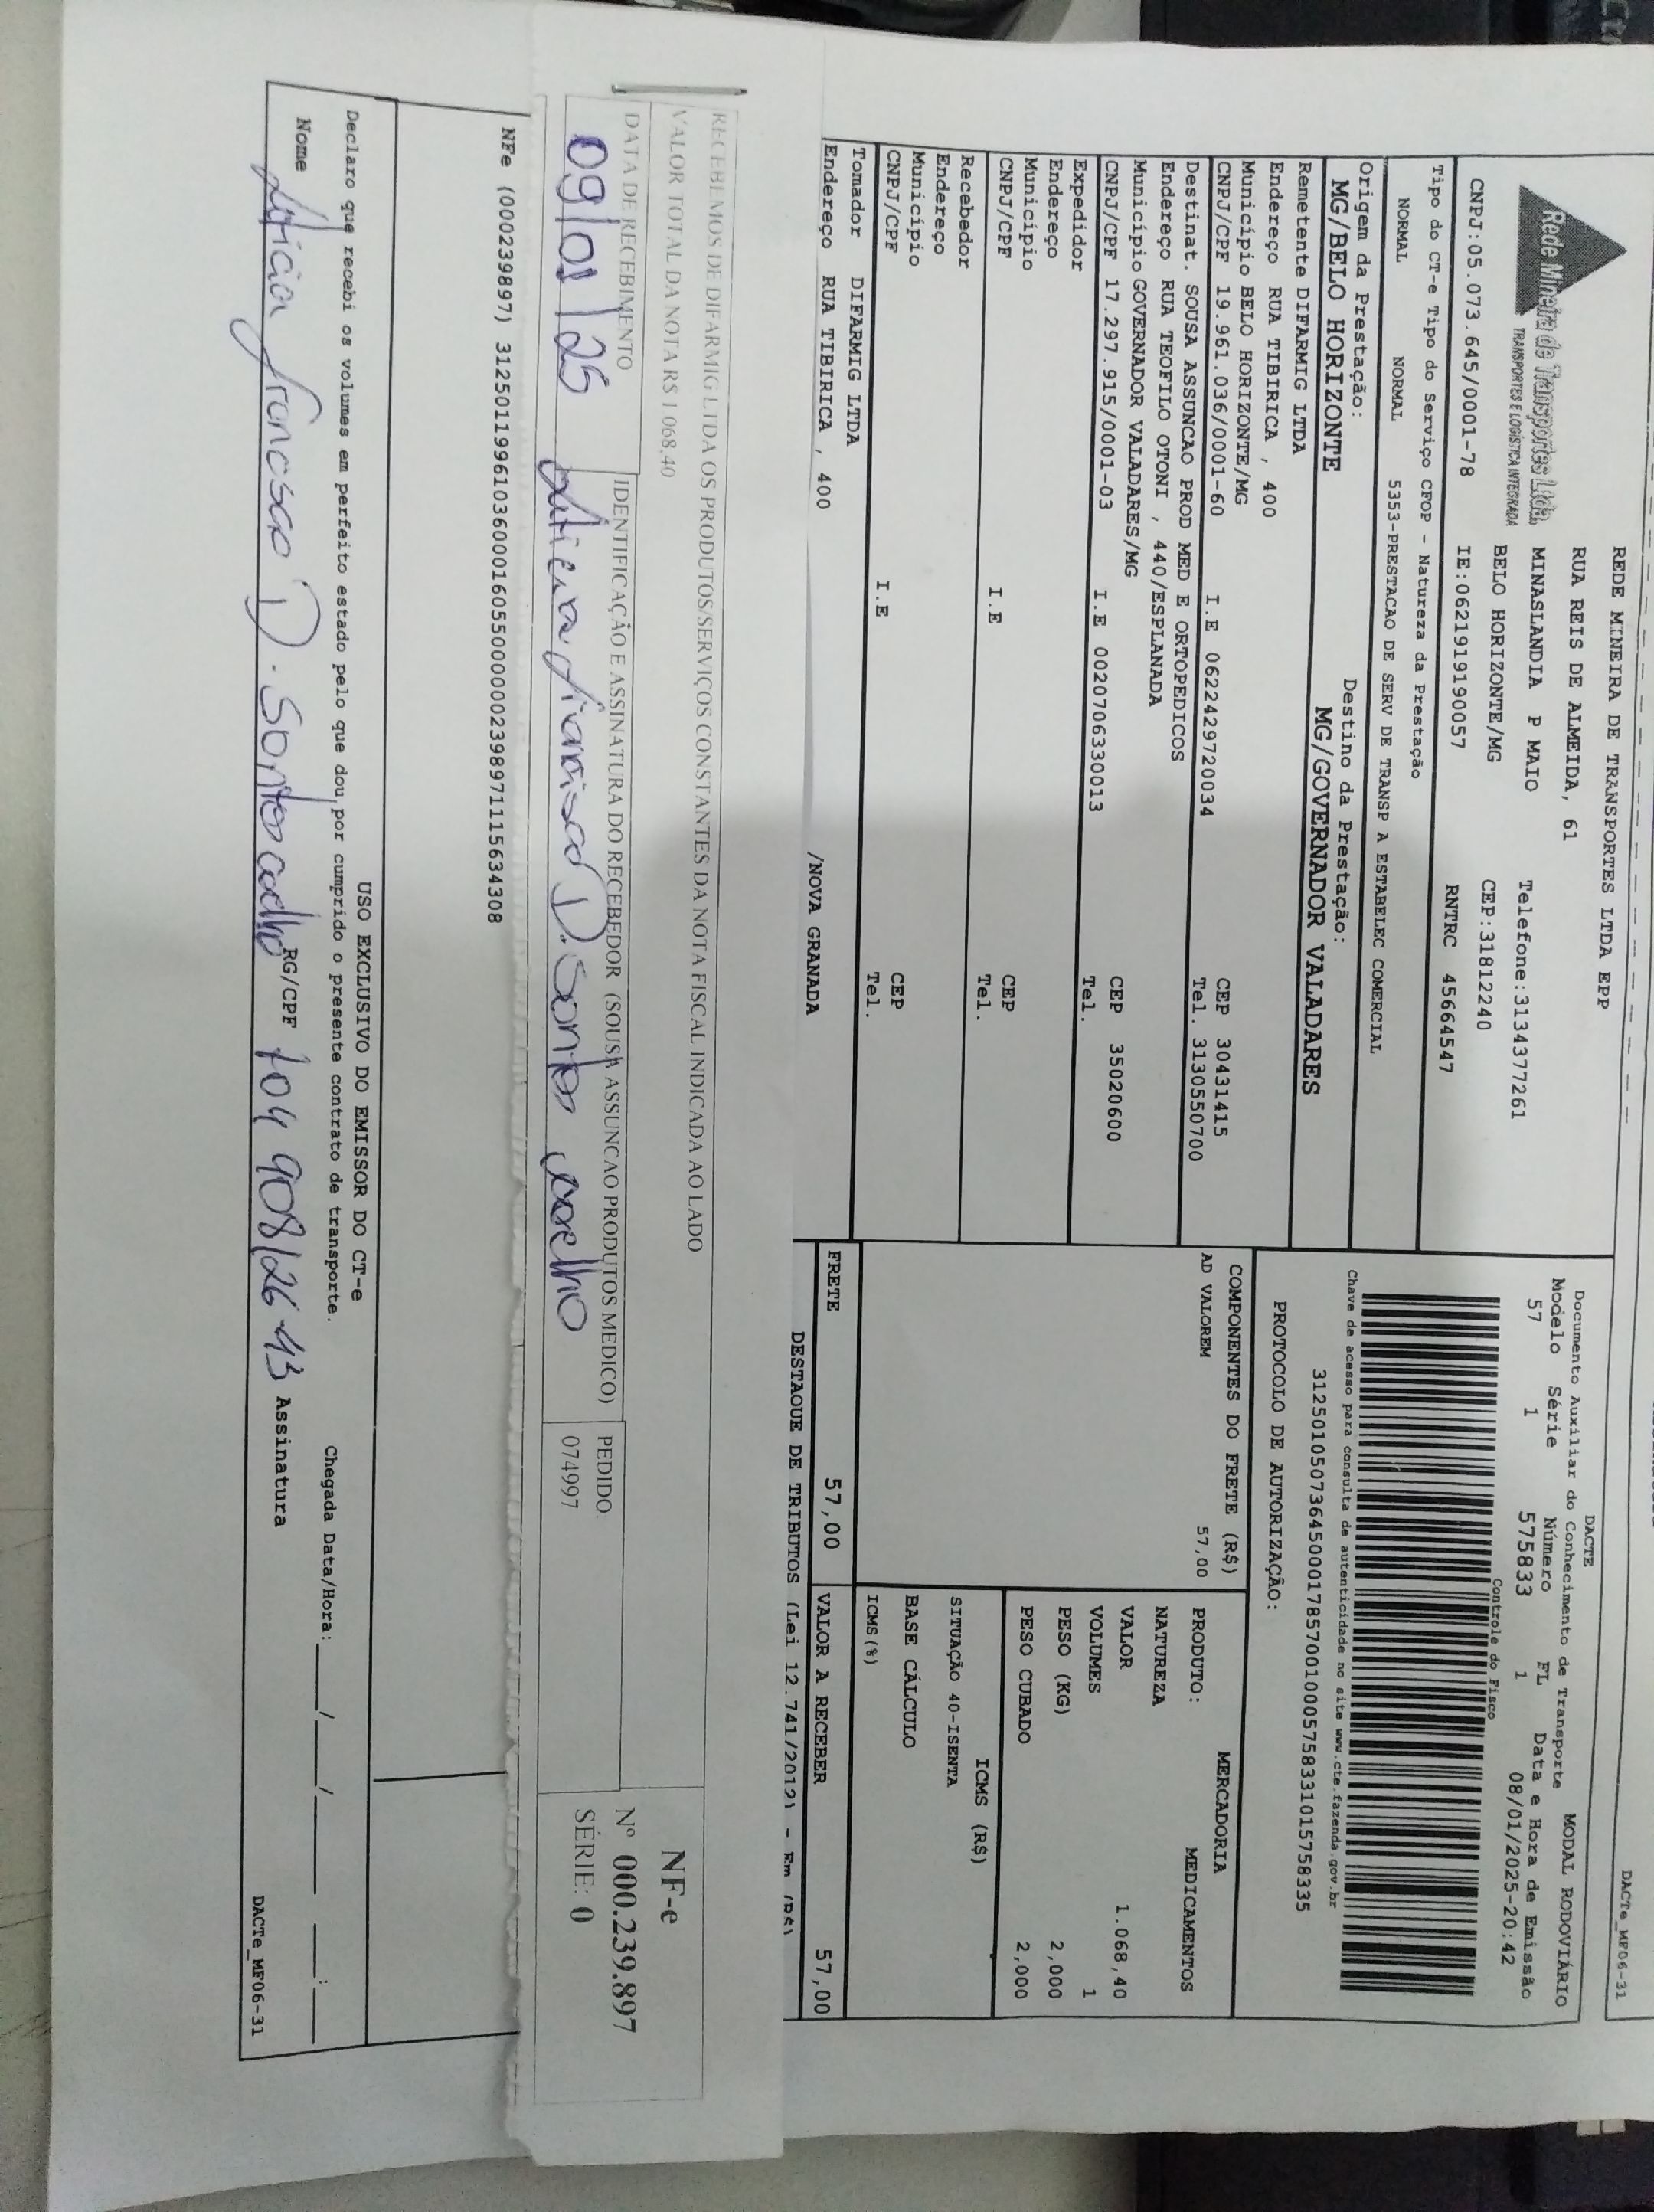 DACTe_MF06-31
REDE MINEIRA DE TRANSPORTES LTDA EPP
Rede Mineira de Transportes Ltda.
TRANSPORTES E LOGÍSTICA INTEGRADA
RUA REIS DE ALMEIDA, 61
MINASLANDIA P MAIO Telefone:3134377261
BELO HORIZONTE/MG CEP:31812240
CNPJ:05.073.645/0001-78 IE:0621919190057 RNTRC 45664547
DACTE
Documento Auxiliar do Conhecimento de Transporte MODAL RODOVIÁRIO
Modelo Série Número FL Data e Hora de Emissão
57 1 575833 1 08/01/2025-20:42
Controle do Fisco
Tipo do CT-e Tipo do Serviço CFOP - Natureza da Prestação
NORMAL NORMAL 5353-PRESTACAO DE SERV DE TRANSP A ESTABELEC COMERCIAL
Chave de acesso para consulta de autenticidade no site www.cte.fazenda.gov.br
31250105073645000178570010005758331015758335
PROTOCOLO DE AUTORIZAÇÃO:
Origem da Prestação: Destino da Prestação:
MG/BELO HORIZONTE MG/GOVERNADOR VALADARES
Remetente DIFARMIG LTDA
Endereço RUA TIBIRICA , 400
Município BELO HORIZONTE/MG CEP 30431415
CNPJ/CPF 19.961.036/0001-60 I.E 0622429720034 Tel. 3130550700
Destinat. SOUSA ASSUNCAO PROD MED E ORTOPEDICOS
Endereço RUA TEOFILO OTONI , 440/ESPLANADA
Município GOVERNADOR VALADARES/MG CEP 35020600
CNPJ/CPF 17.297.915/0001-03 I.E 0020706330013 Tel.
Expedidor
Endereço
Município CEP
CNPJ/CPF I.E Tel.
Recebedor
Endereço
Município CEP
CNPJ/CPF I.E Tel.
Tomador DIFARMIG LTDA
Endereço RUA TIBIRICA , 400 /NOVA GRANADA
COMPONENTES DO FRETE (R$)
AD VALOREM 57,00
MERCADORIA
PRODUTO: MEDICAMENTOS
NATUREZA
VALOR 1.068,40
VOLUMES 1
PESO (KG) 2,000
PESO CUBADO 2,000
ICMS (R$)
SITUAÇÃO 40-ISENTA
BASE CÁLCULO
ICMS(%)
FRETE 57,00 VALOR A RECEBER 57,00
DESTAQUE DE TRIBUTOS (Lei 12.741/2012) - Em (R$)
RECEBEMOS DE DIFARMIG LTDA OS PRODUTOS/SERVIÇOS CONSTANTES DA NOTA FISCAL INDICADA AO LADO
VALOR TOTAL DA NOTA R$ 1.068,40
DATA DE RECEBIMENTO IDENTIFICAÇÃO E ASSINATURA DO RECEBEDOR (SOUSA ASSUNCAO PRODUTOS MEDICO) PEDIDO:
09/01/25 Letícia Francisca D. Santos Coelho 074997
NF-e
Nº 000.239.897
SÉRIE: 0
NFe (000239897) 31250119961036000160550000002398971115634308
USO EXCLUSIVO DO EMISSOR DO CT-e
Declaro que recebi os volumes em perfeito estado pelo que dou por cumprido o presente contrato de transporte. Chegada Data/Hora:___/___/____ __:__
Nome Letícia Francisca D. Santos Coelho RG/CPF 104 908/26 43 Assinatura
DACTe_MF06-31